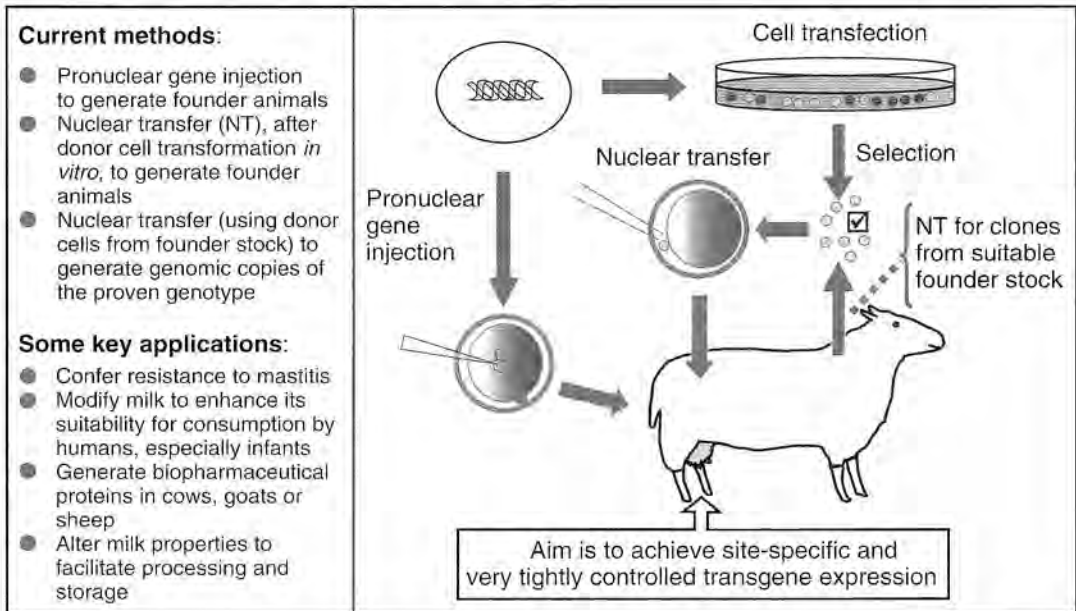 Current methods:
Pronuclear gene injection
to generate founder animals
Nuclear transfer (NT), after
donor cell transformation in
vitro, to generate founder
animals
Nuclear transfer (using donor
cells from founder stock) to
generate genomic copies of
the proven genotype
Some key applications:
Confer resistance to mastitis
Modify milk to enhance its
suitability for consumption by
humans, especially infants
Generate biopharmaceutical
proteins in cows, goats or
sheep
Alter milk properties to
facilitate processing and
storage
Cell transfection
Nuclear transfer
Selection
Pronuclear
gene
injection
NT for clones
from suitable
founder stock
Aim is to achieve site-specific and
very tightly controlled transgene expression